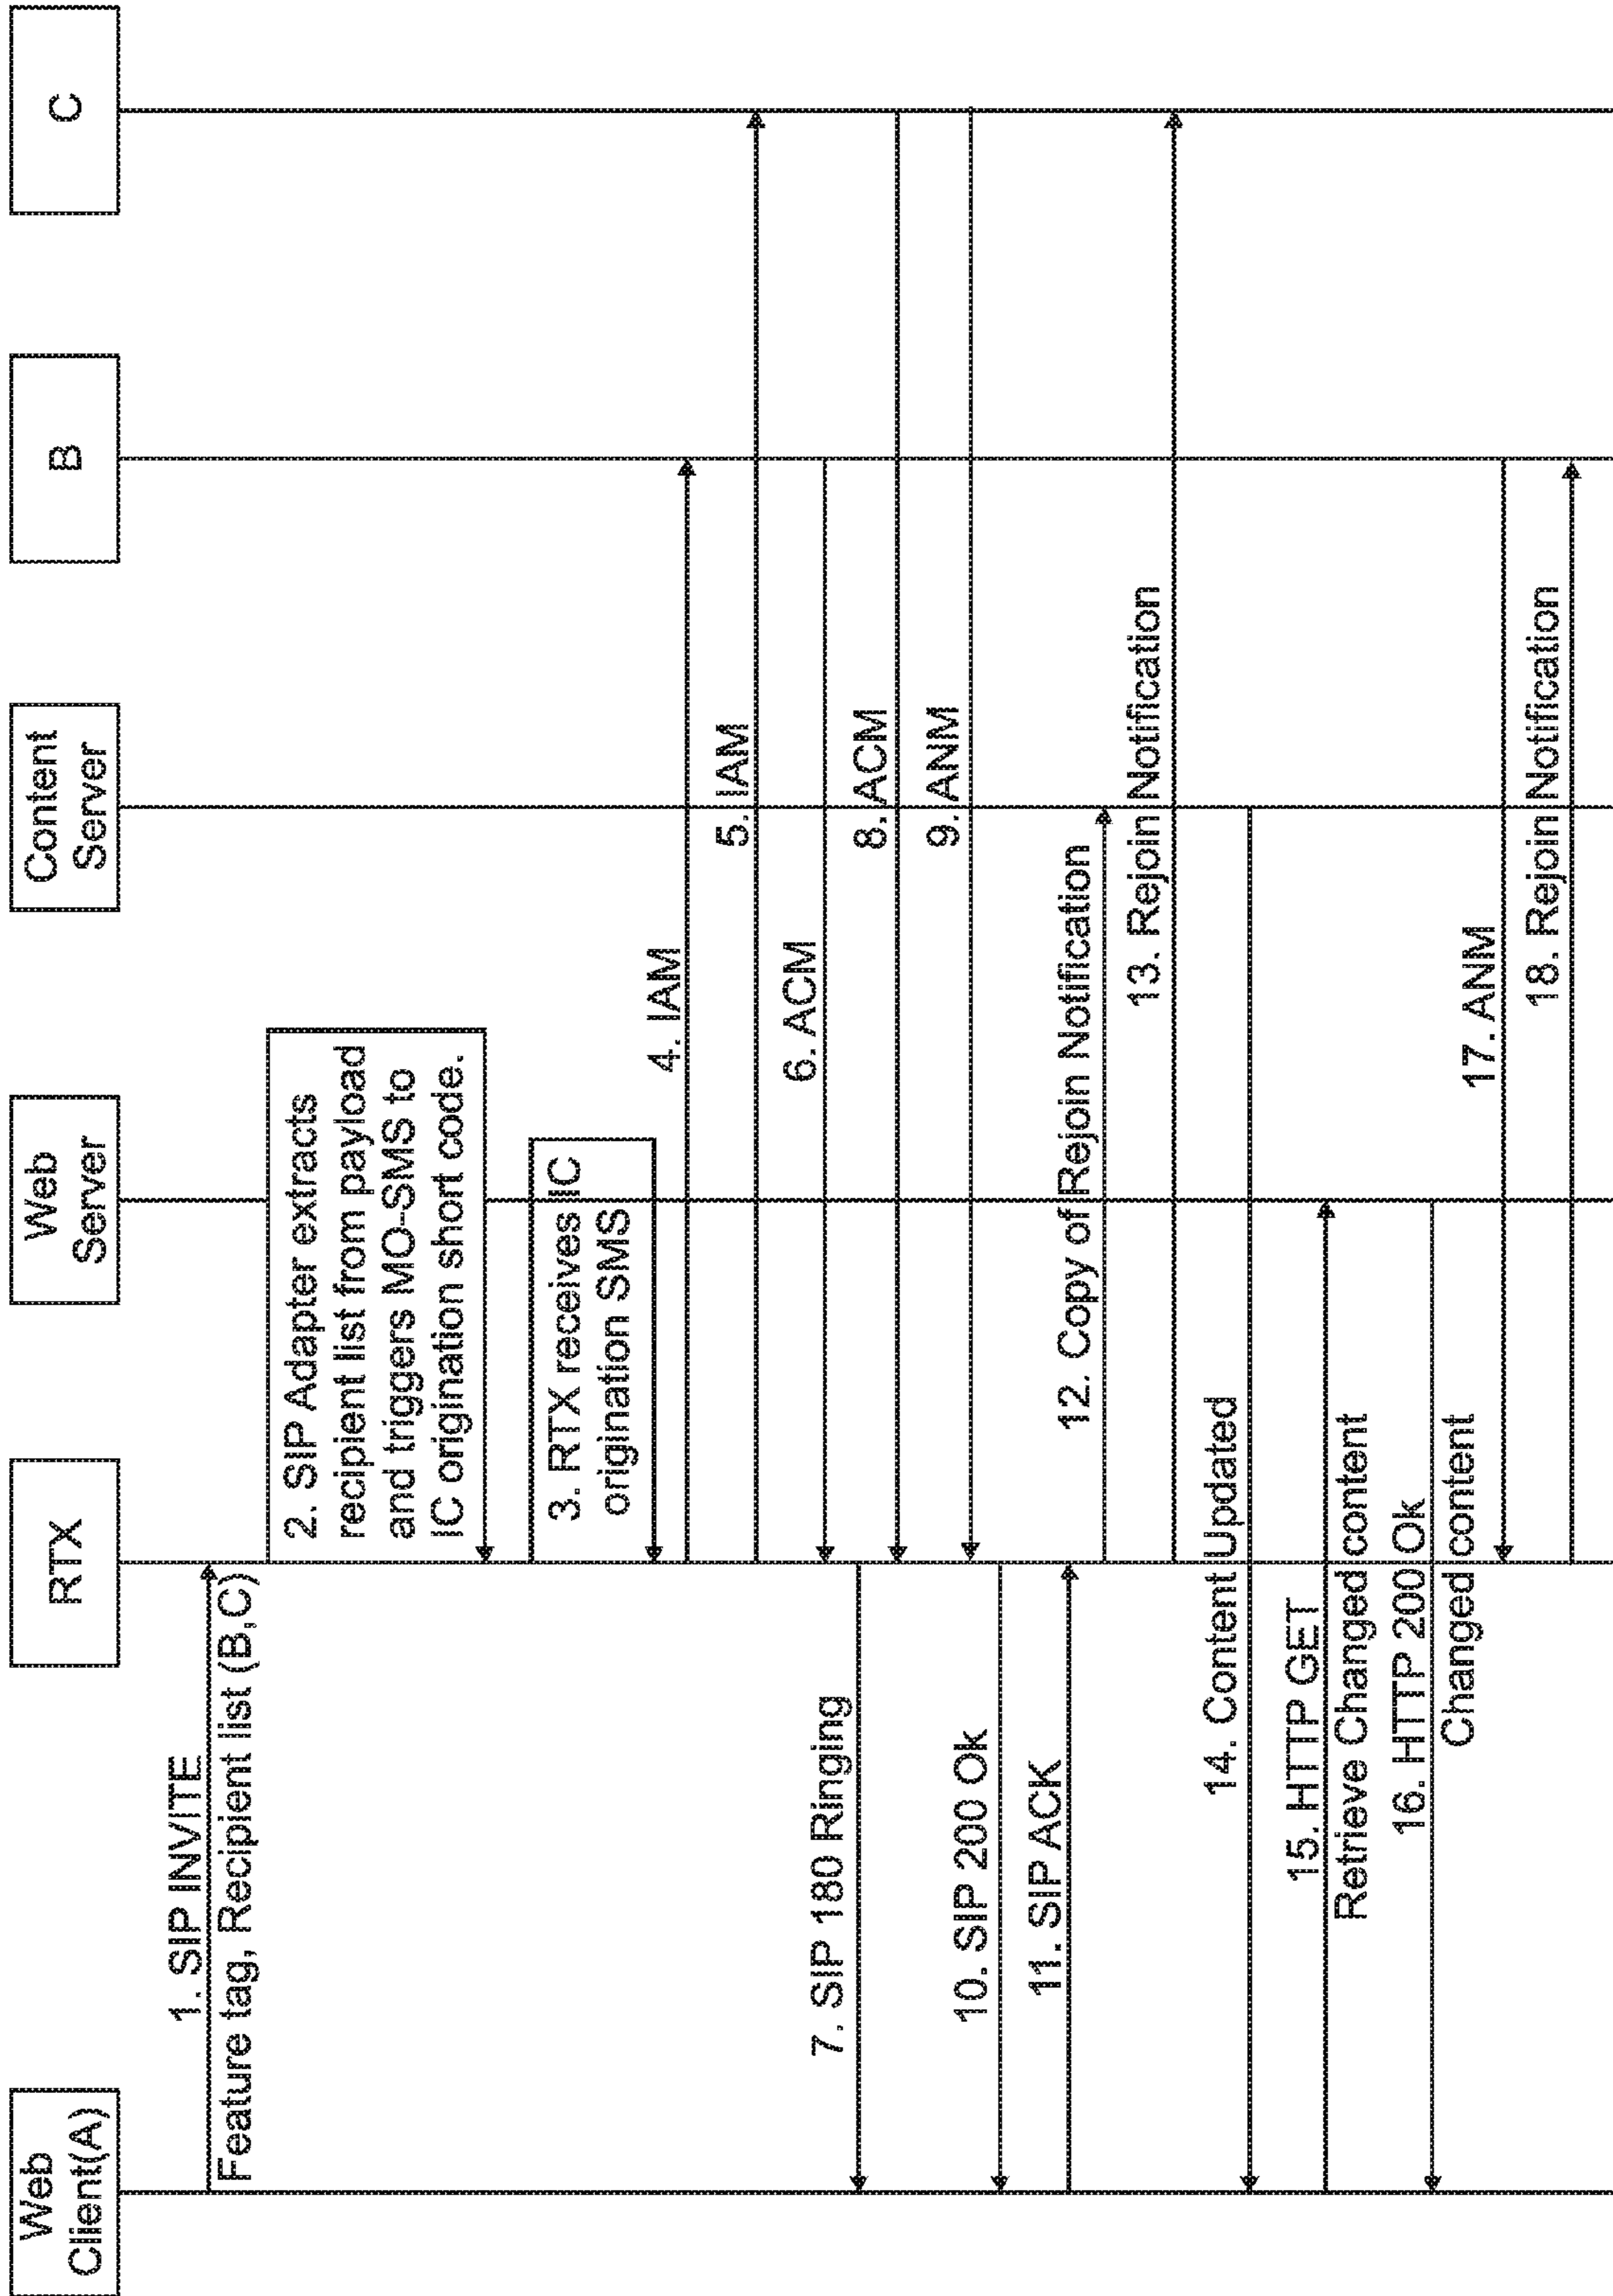 Web
Client(A)
RTX
Web
Server
Content
Server
B
C
1. SIP INVITE
Feature tag, Recipient list (B,C)
2. SIP Adapter extracts
recipient list from payload
and triggers MO-SMS to
IC origination short code.
3. RTX receives IC
origination SMS
4. IAM
5. IAM
6. ACM
7. SIP 180 Ringing
8. ACM
9. ANM
10. SIP 200 Ok
11. SIP ACK
12. Copy of Rejoin Notification
13. Rejoin Notification
14. Content Updated
15. HTTP GET
Retrieve Changed content
16. HTTP 200 Ok
Changed content
17. ANM
18. Rejoin Notification